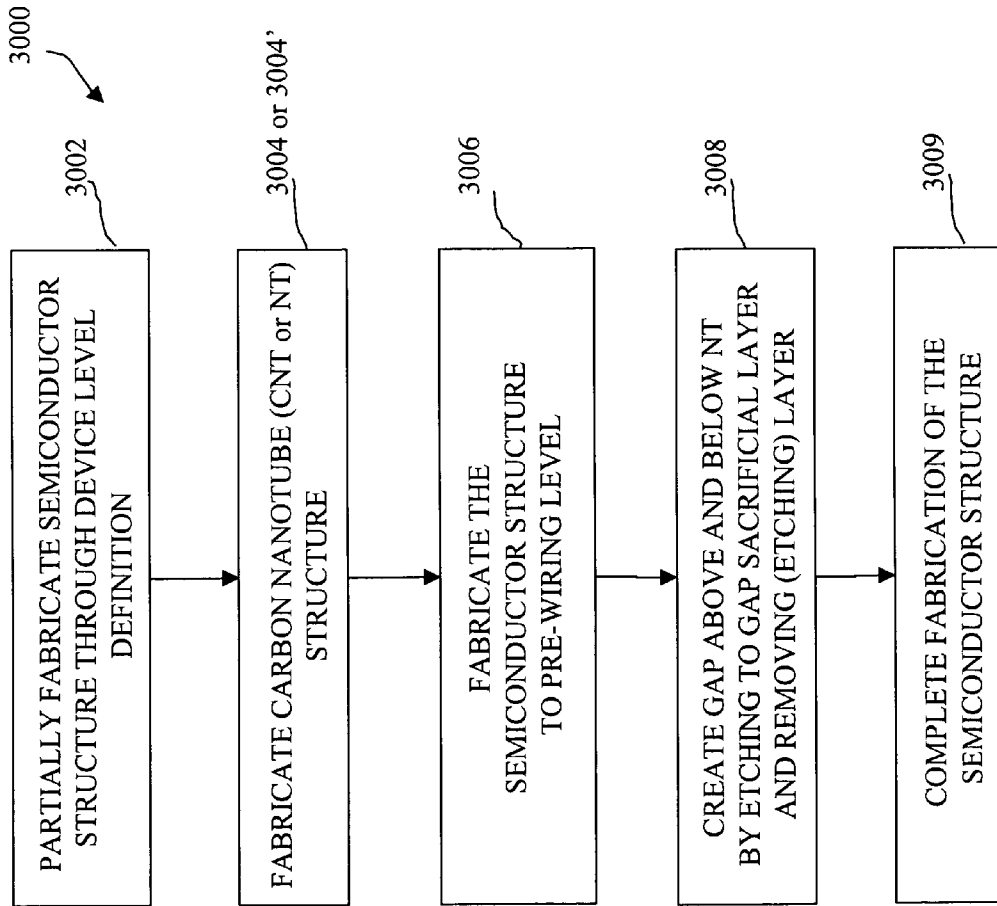 3000
3002
PARTIALLY FABRICATE SEMICONDUCTOR
STRUCTURE THROUGH DEVICE LEVEL
DEFINITION
3004 or 3004’
FABRICATE CARBON NANOTUBE (CNT or NT)
STRUCTURE
3006
FABRICATE THE
SEMICONDUCTOR STRUCTURE
TO PRE-WIRING LEVEL
3008
CREATE GAP ABOVE AND BELOW NT
BY ETCHING TO GAP SACRIFICIAL LAYER
AND REMOVING (ETCHING) LAYER
3009
COMPLETE FABRICATION OF THE
SEMICONDUCTOR STRUCTURE